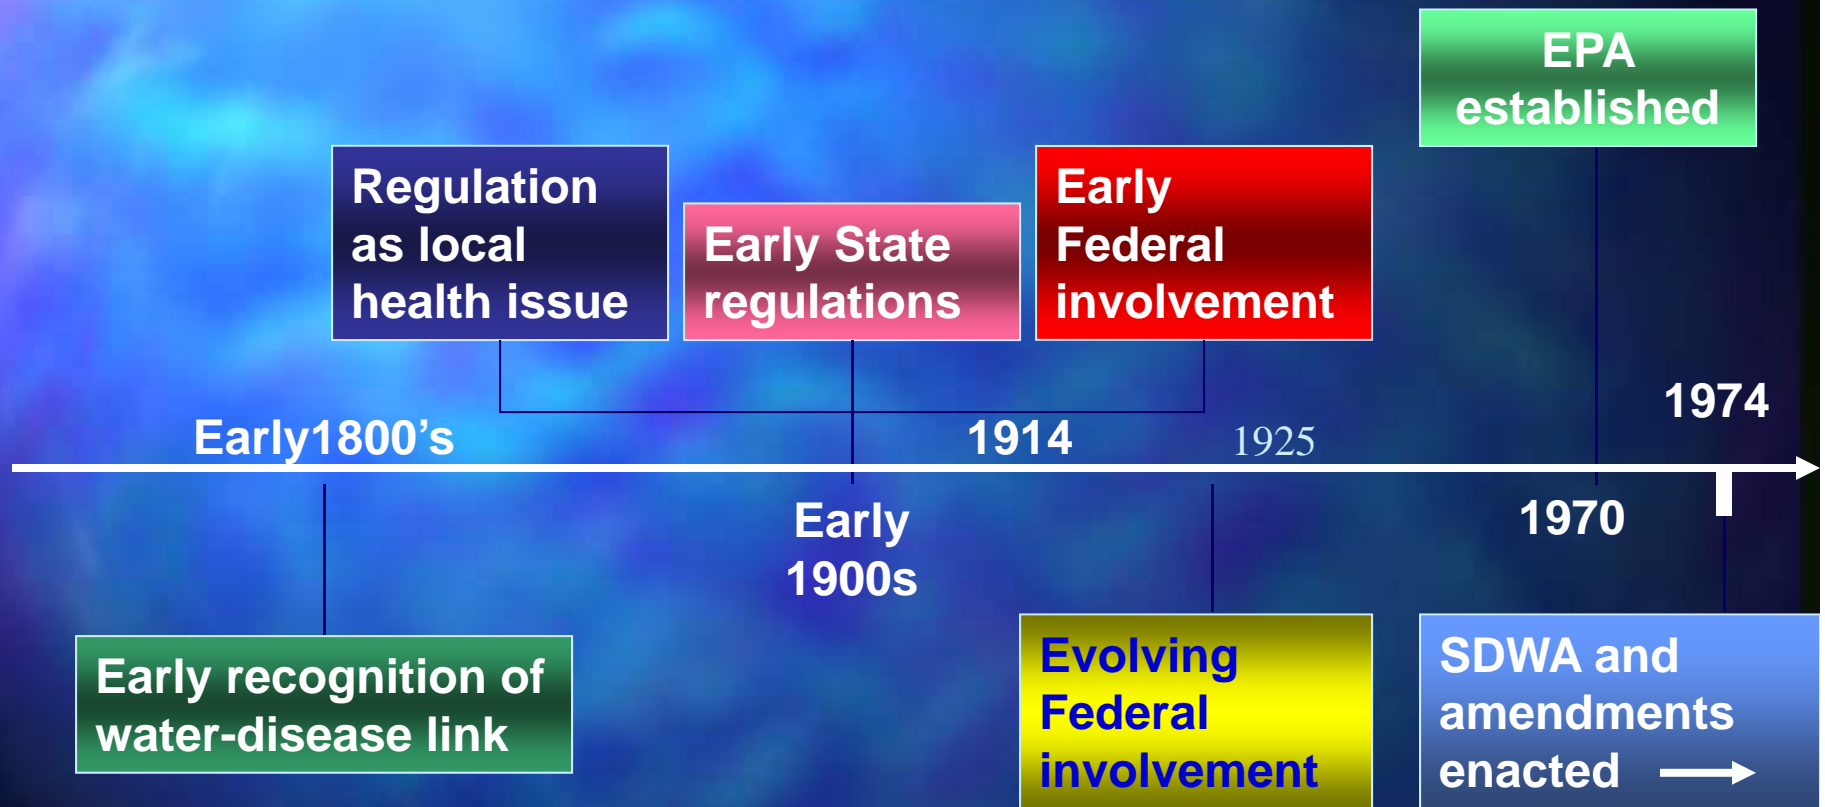 EPA
established
Regulation
as local
health issue
Early State
regulations
Early
Federal
involvement
1974
Early1800’s
1914
1925
Early
1900s
1970
Early recognition of
water-disease link
Evolving
Federal
involvement
SDWA and
amendments
enacted